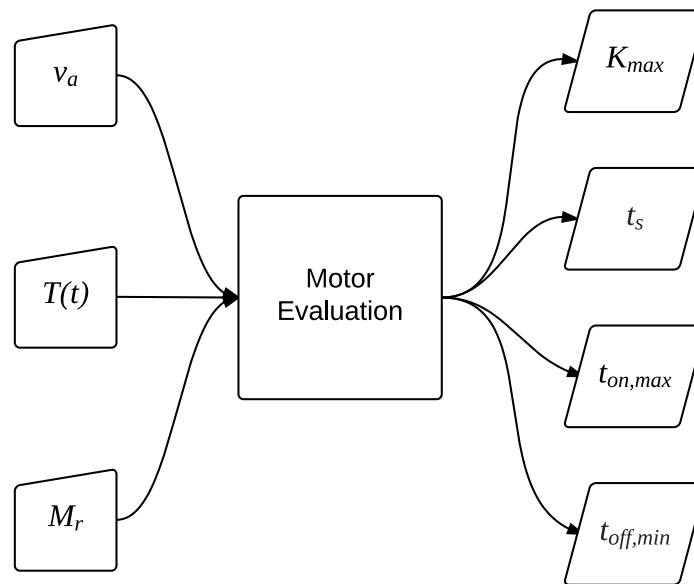 v_a
T(t)
M_r
Motor
Evaluation
K_max
t_s
t_on,max
t_off,min